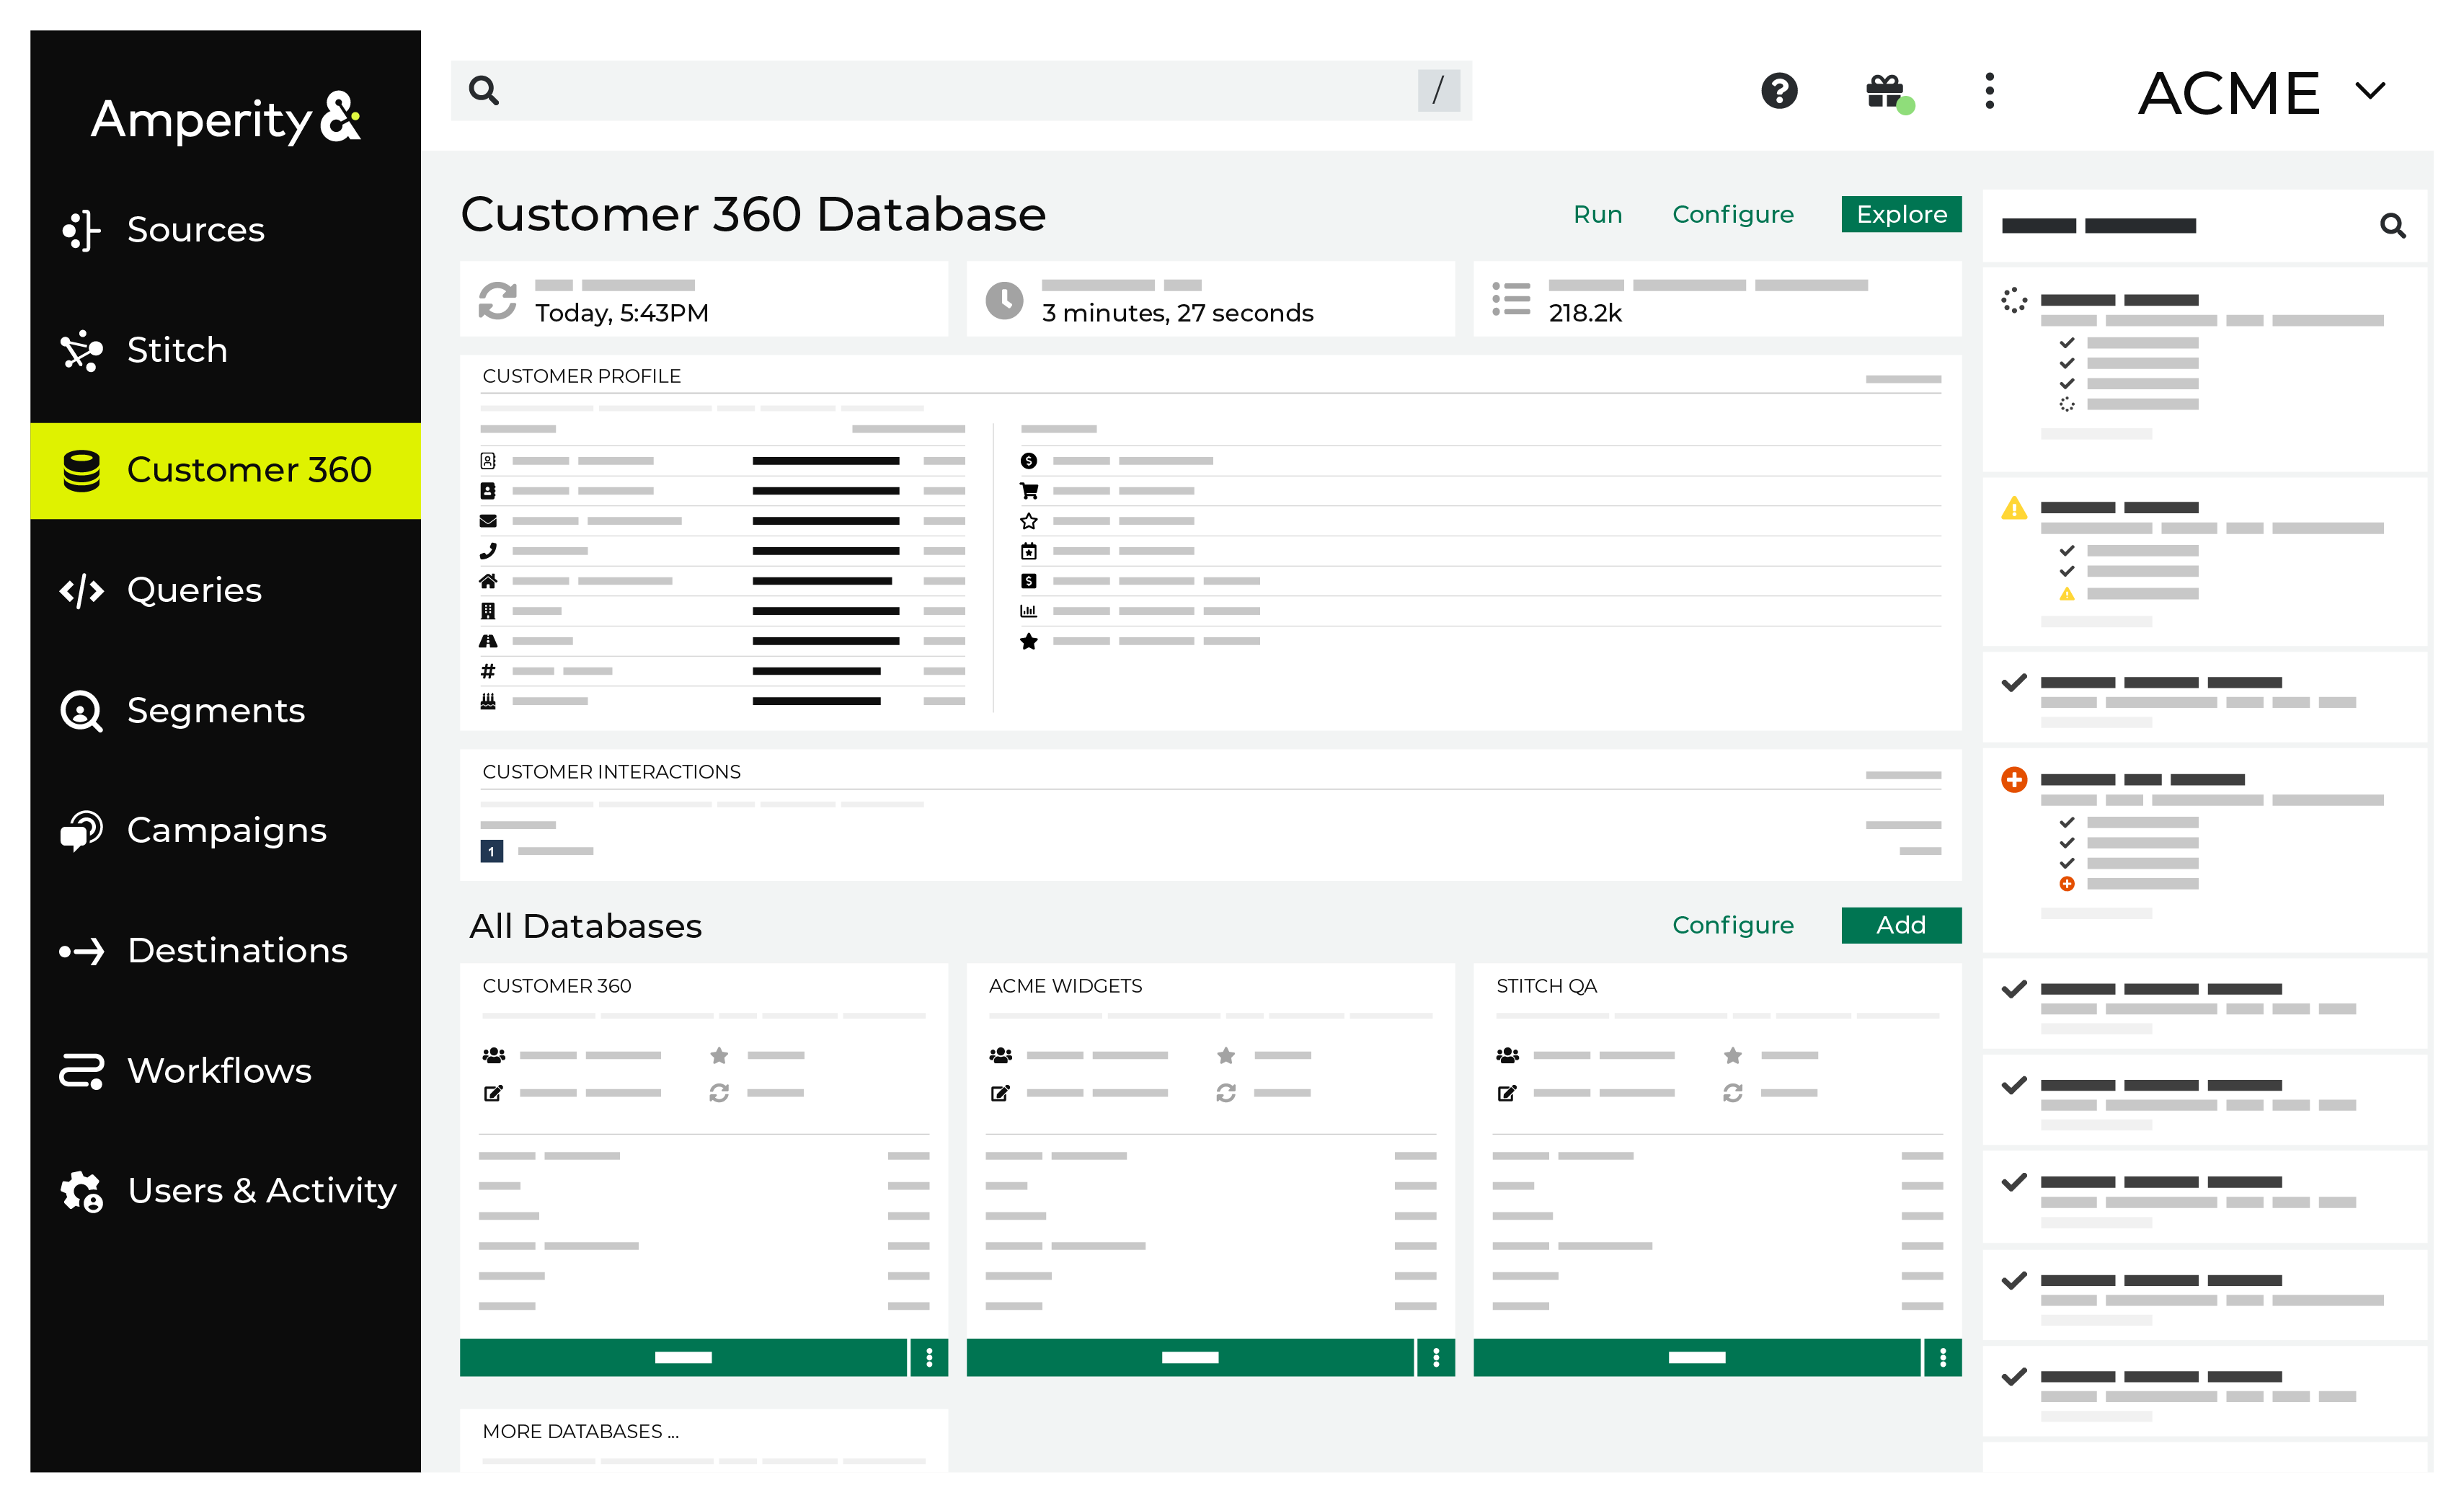 Amperity&
Sources
Stitch
Customer 360
Queries
Segments
Campaigns
Destinations
Workflows
Users & Activity
/
?
ACME
Customer 360 Database
Run
Configure
Explore
Today, 5:43PM
3 minutes, 27 seconds
218.2k
CUSTOMER PROFILE
CUSTOMER INTERACTIONS
1
All Databases
Configure
Add
CUSTOMER 360
ACME WIDGETS
STITCH QA
MORE DATABASES ...